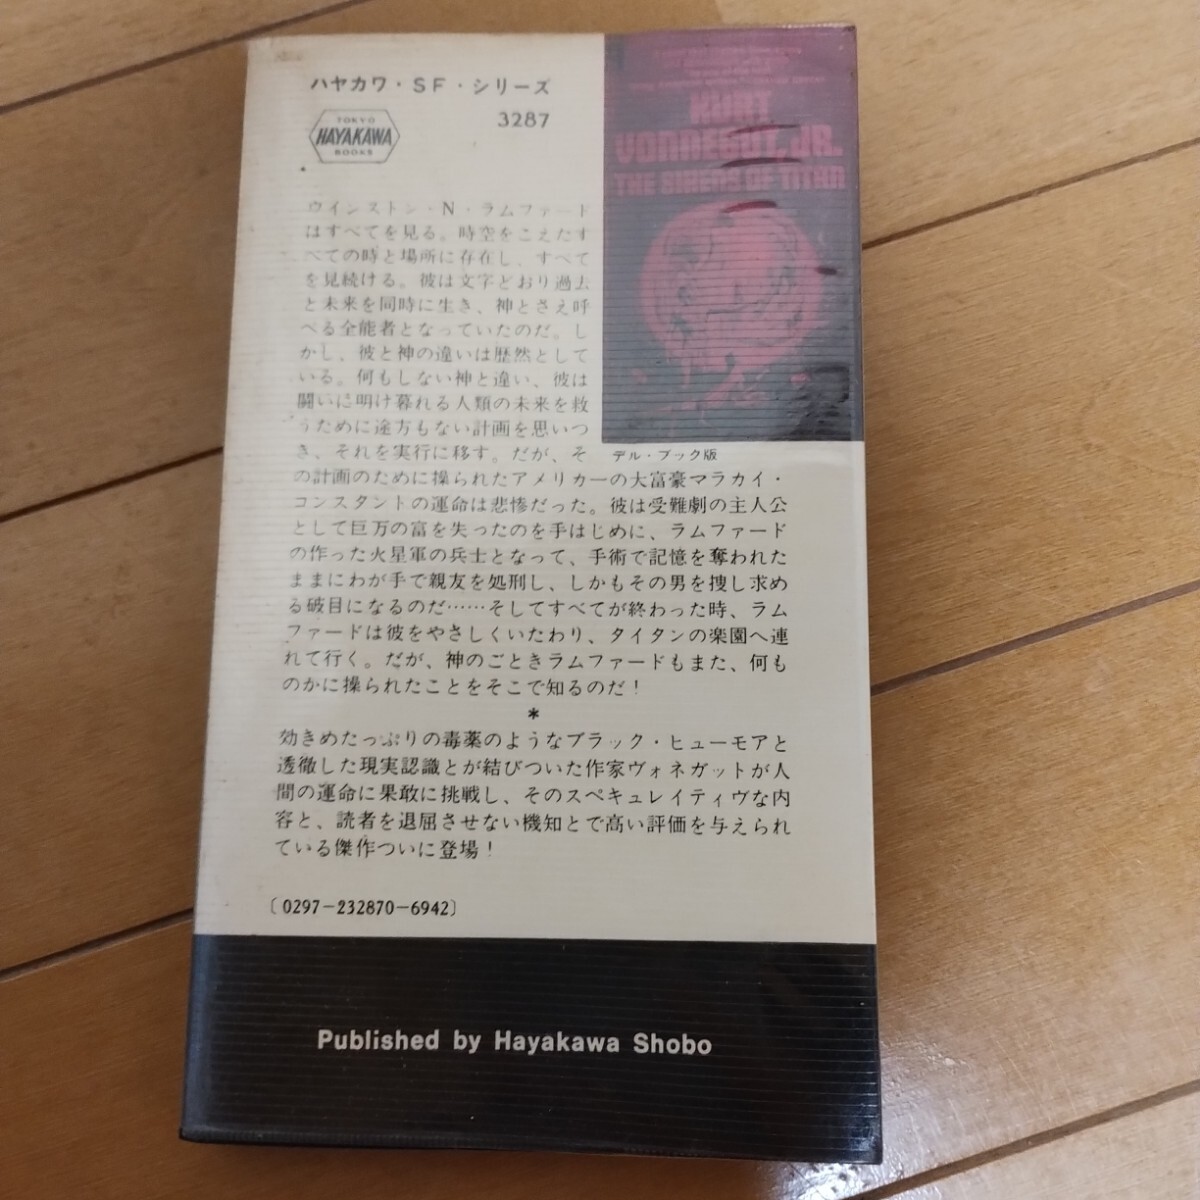 ハヤカワ・SF・シリーズ
3287
TOKYO
HAYAKAWA
BOOKS
KURT
VONNEGUT, JR.
THE SIRENS OF TITAN
ウインストン・N・ラムファード
はすべてを見る。時空をこえたす
べての時と場所に存在し、すべて
を見続ける。彼は文字どおり過去
と未来を同時に生き、神とさえ呼
べる全能者となっていたのだ。し
かし、彼と神の違いは歴然として
いる。何もしない神と違い、彼は
闘いに明け暮れる人類の未来を救
うために途方もない計画を思いつ
き、それを実行に移す。だが、そ
デル・ブック版
の計画のために操られたアメリカーの大富豪マラカイ・
コンスタントの運命は悲惨だった。彼は受難劇の主人公
として巨万の富を失ったのを手はじめに、ラムファード
の作った火星軍の兵士となって、手術で記憶を奪われた
ままにわが手で親友を処刑し、しかもその男を捜し求め
る破目になるのだ……そしてすべてが終わった時、ラム
ファードは彼をやさしくいたわり、タイタンの楽園へ連
れて行く。だが、神のごときラムファードもまた、何も
のかに操られたことをそこで知るのだ！
*
効きめたっぷりの毒薬のようなブラック・ヒューモアと
透徹した現実認識とが結びついた作家ヴォネガットが人
間の運命に果敢に挑戦し、そのスペキュレイティヴな内
容と、読者を退屈させない機知とで高い評価を与えられ
ている傑作ついに登場！
〔0297-232870-6942〕
Published by Hayakawa Shobo